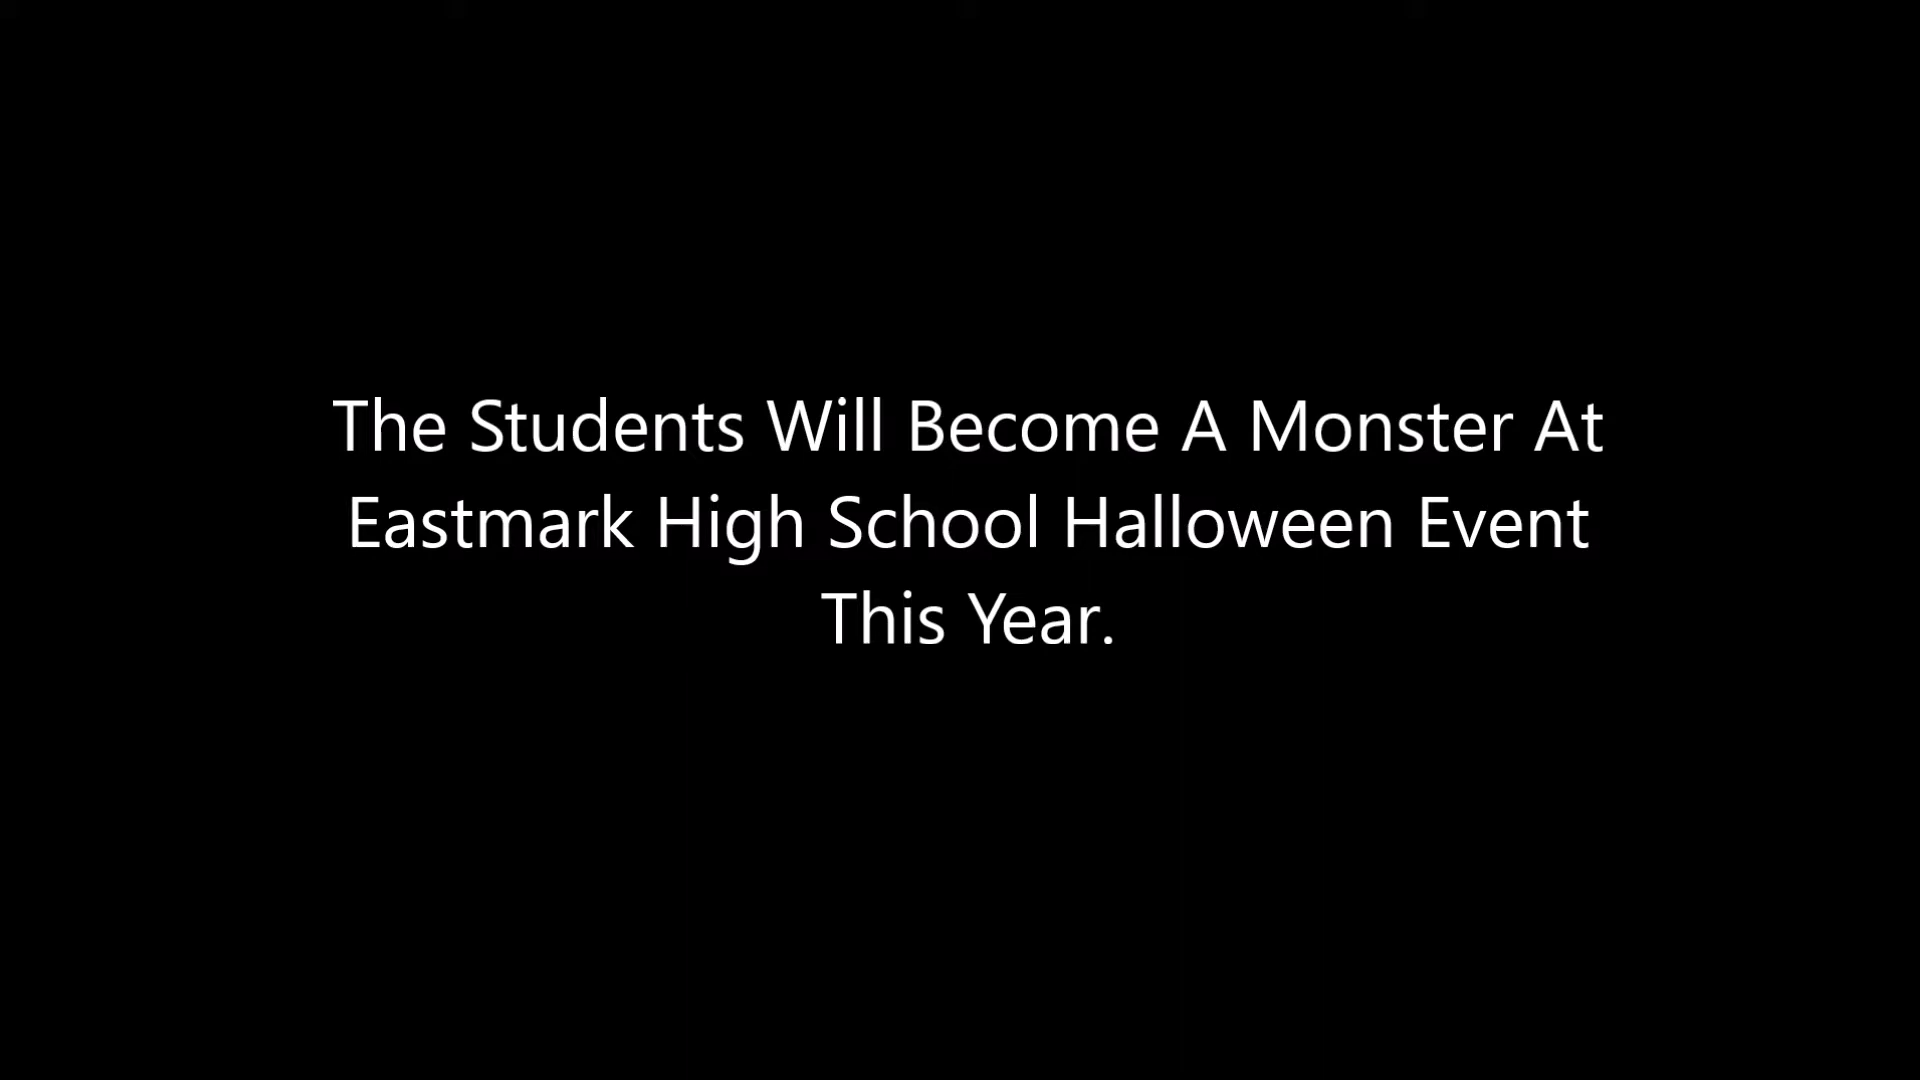 The Students Will Become A Monster At
Eastmark High School Halloween Event
This Year.